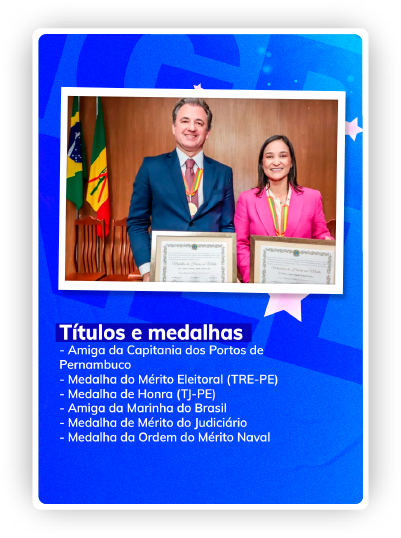 Títulos e medalhas
- Amiga da Capitania dos Portos de
Pernambuco
- Medalha do Mérito Eleitoral (TRE-PE)
- Medalha de Honra (TJ-PE)
- Amiga da Marinha do Brasil
- Medalha de Mérito do Judiciário
- Medalha da Ordem do Mérito Naval